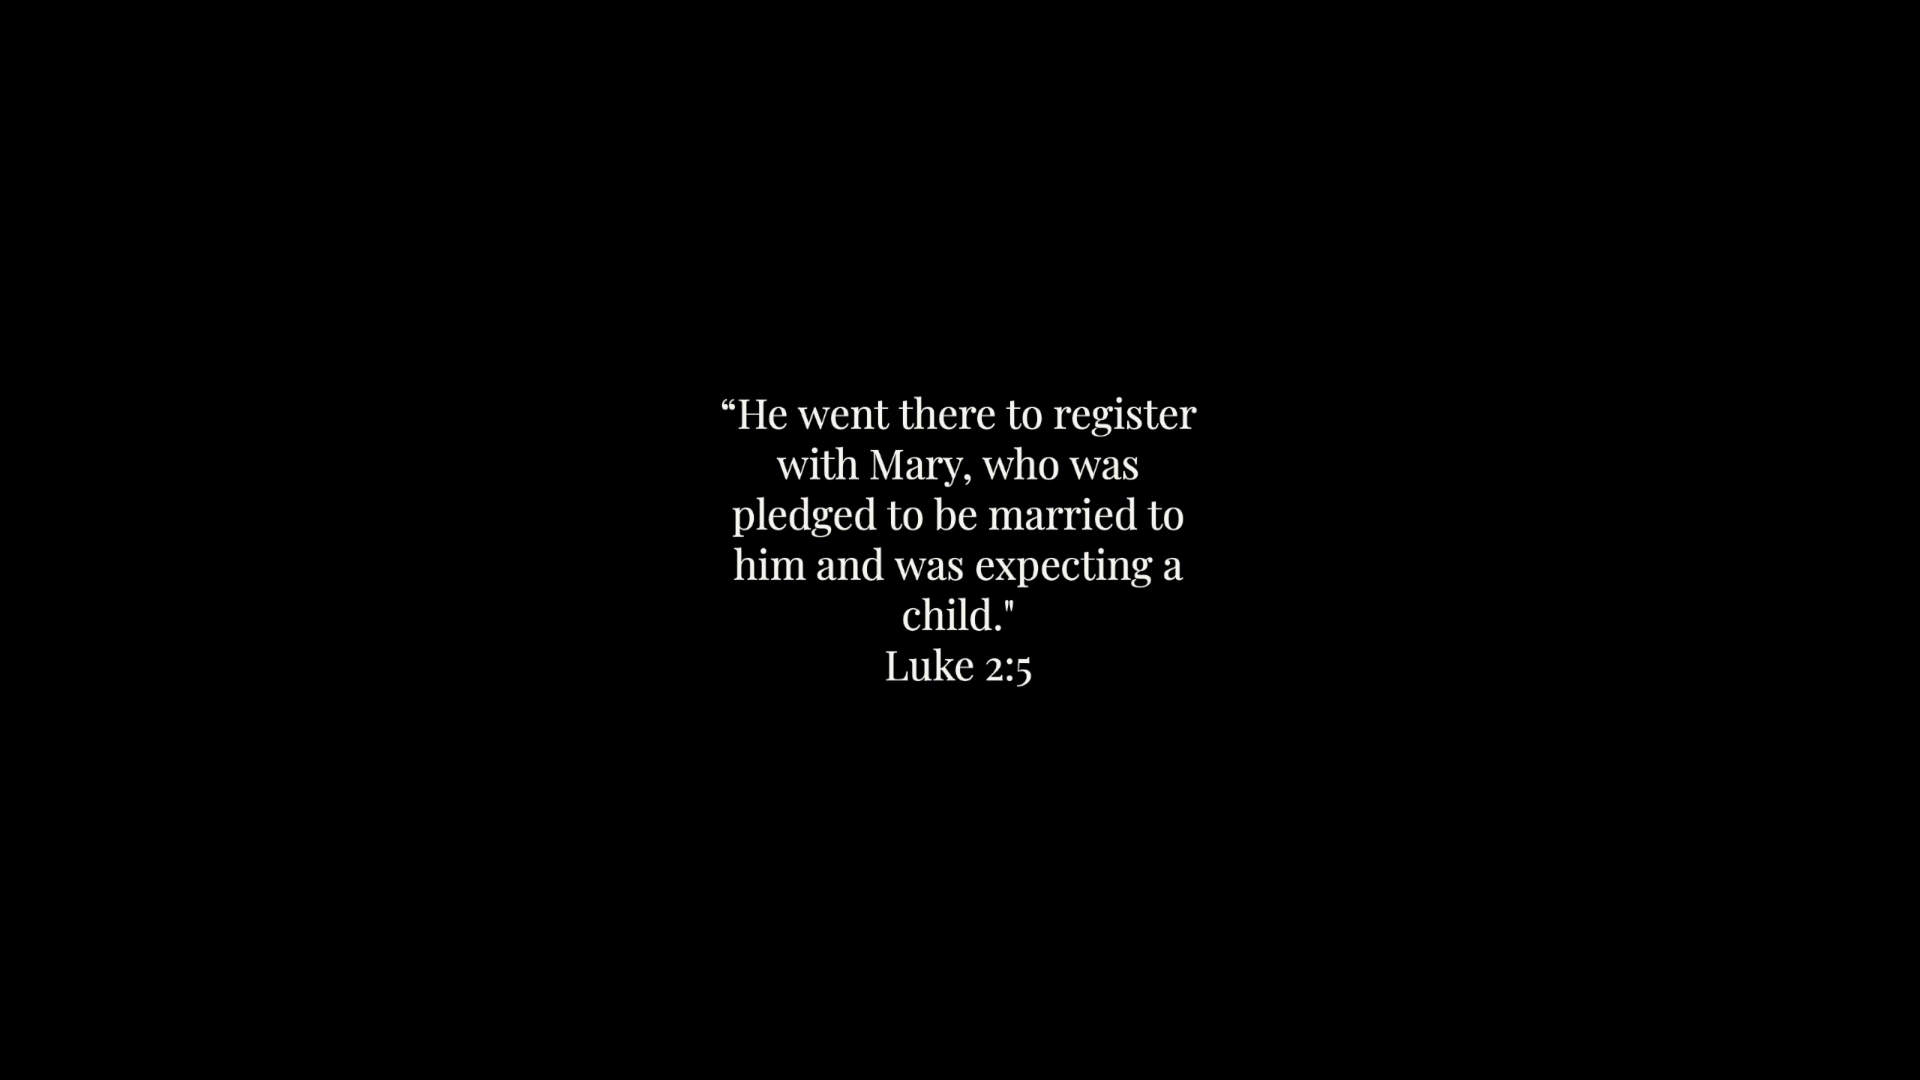 “He went there to register
with Mary, who was
pledged to be married to
him and was expecting a
child."
Luke 2:5